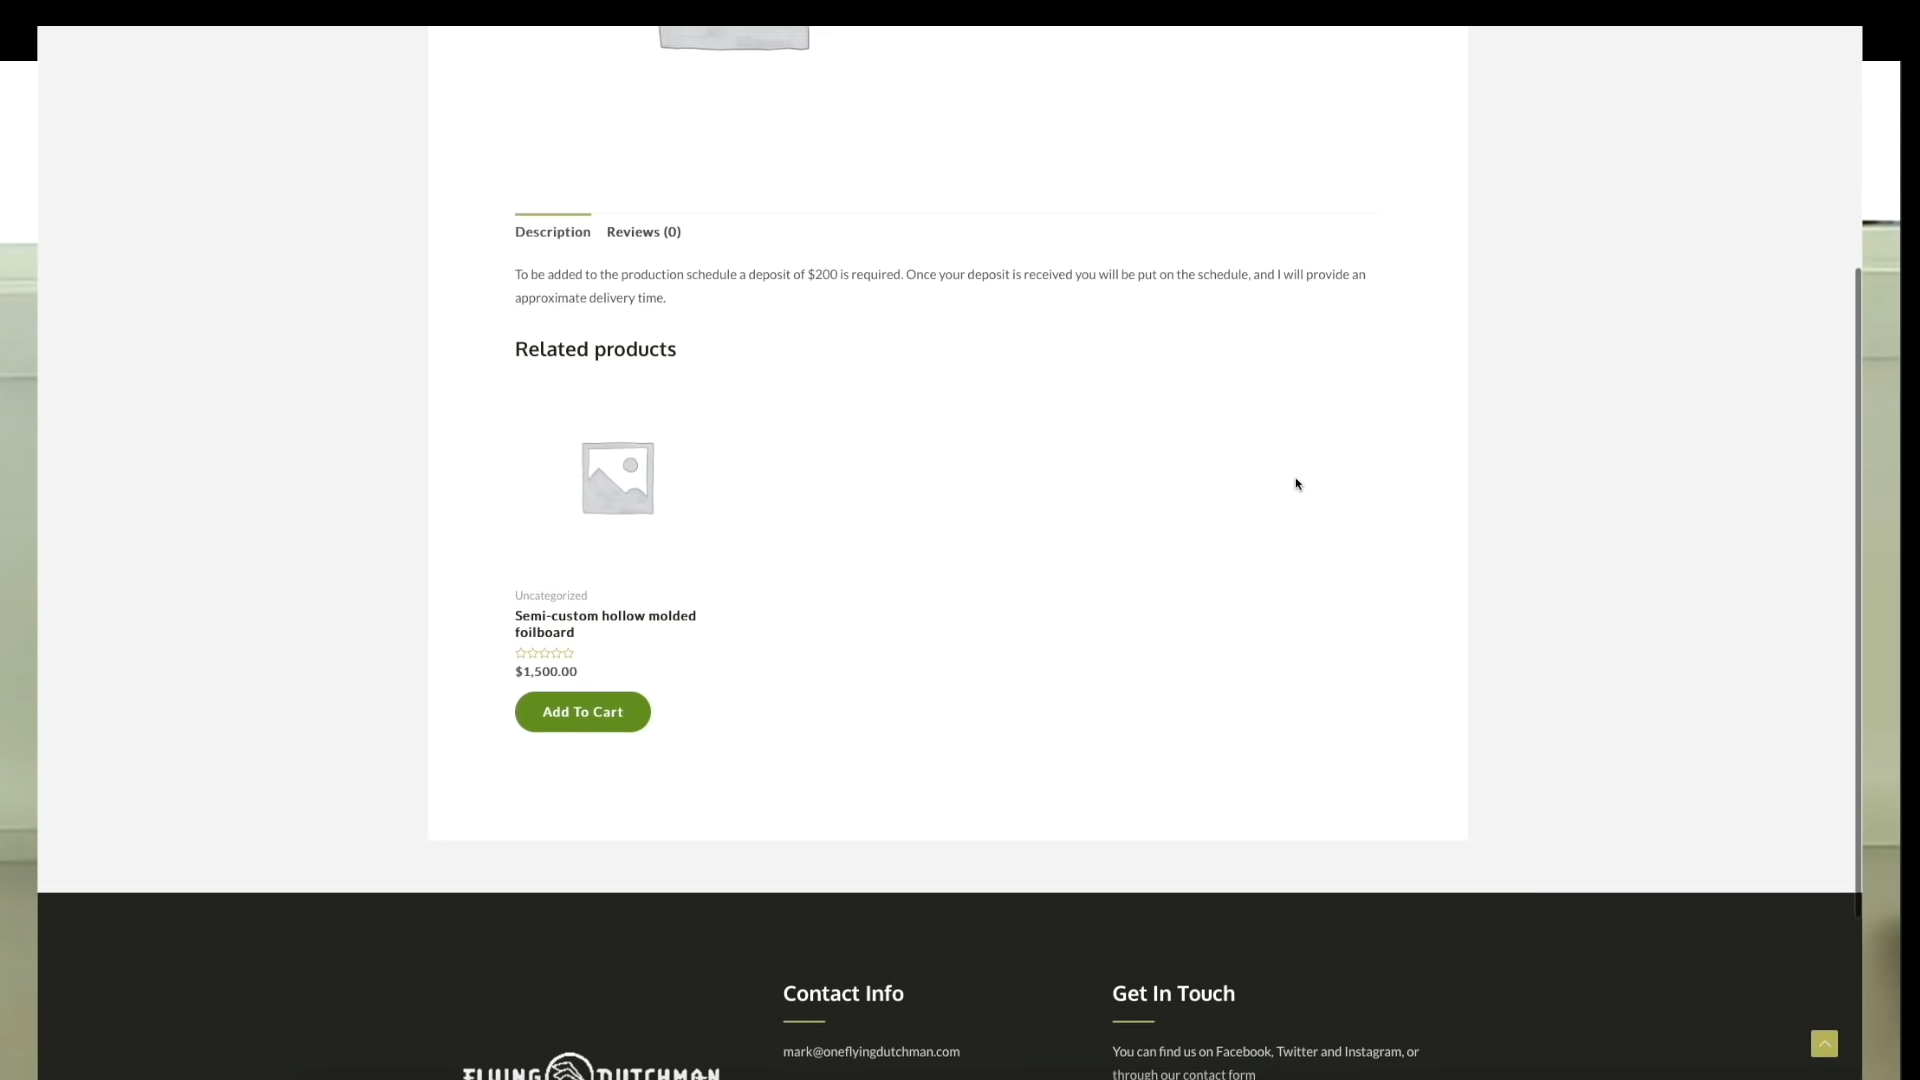 Description Reviews (0)
To be added to the production schedule a deposit of $200 is required. Once your deposit is received you will be put on the schedule, and I will provide an
approximate delivery time.
Related products
Uncategorized
Semi-custom hollow molded
foilboard
$1,500.00
Add To Cart
FLYING DUTCHMAN
Contact Info
mark@oneflyingdutchman.com
Get In Touch
You can find us on Facebook, Twitter and Instagram, or
through our contact form